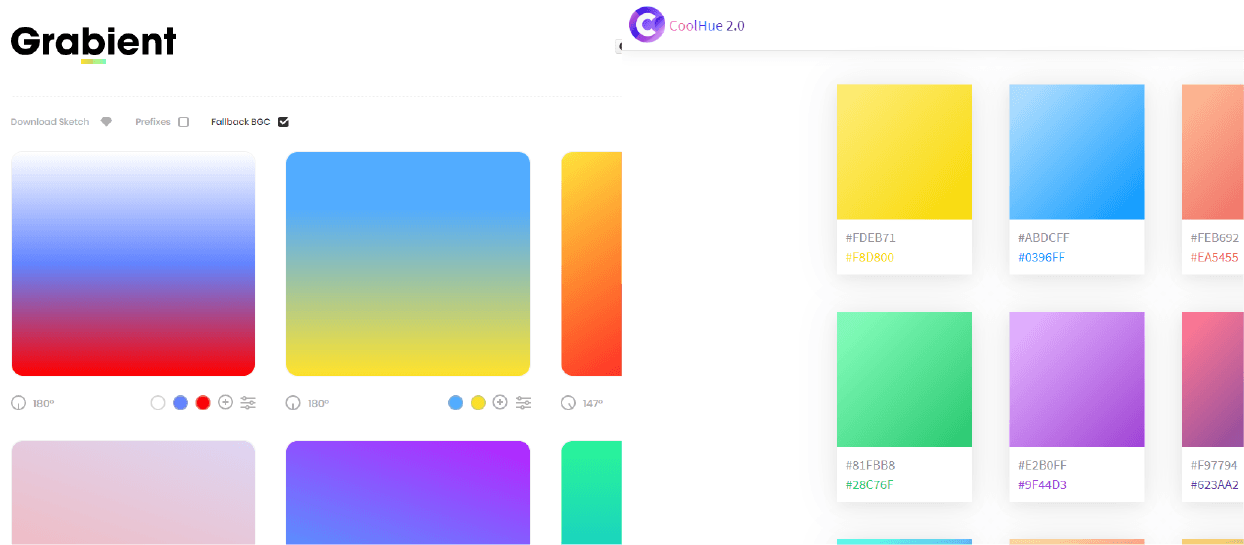 Grabient
Download Sketch
Prefixes
Fallback BGC
180°
180°
147°
CoolHue 2.0
#FDEB71
#F8D800
#ABDCFF
#0396FF
#FEB692
#EA5455
#81FBB8
#28C76F
#E2B0FF
#9F44D3
#F97794
#623AA2